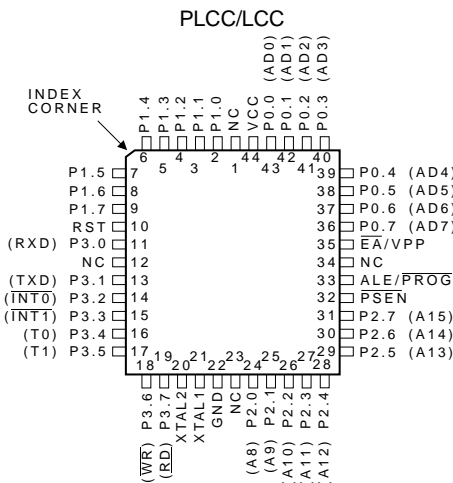 PLCC/LCC
INDEX
CORNER
P1.4
P1.3
P1.2
P1.1
P1.0
NC
VCC
P0.0 (AD0)
P0.1 (AD1)
P0.2 (AD2)
P0.3 (AD3)
6
5
4
3
2
1
44
43
42
41
40
P1.5 7
P1.6 8
P1.7 9
RST 10
(RXD) P3.0 11
NC 12
(TXD) P3.1 13
(INT0) P3.2 14
(INT1) P3.3 15
(T0) P3.4 16
(T1) P3.5 17
39 P0.4 (AD4)
38 P0.5 (AD5)
37 P0.6 (AD6)
36 P0.7 (AD7)
35 EA/VPP
34 NC
33 ALE/PROG
32 PSEN
31 P2.7 (A15)
30 P2.6 (A14)
29 P2.5 (A13)
18
19
20
21
22
23
24
25
26
27
28
(WR) P3.6
(RD) P3.7
XTAL2
XTAL1
GND
NC
(A8) P2.0
(A9) P2.1
(A10) P2.2
(A11) P2.3
(A12) P2.4